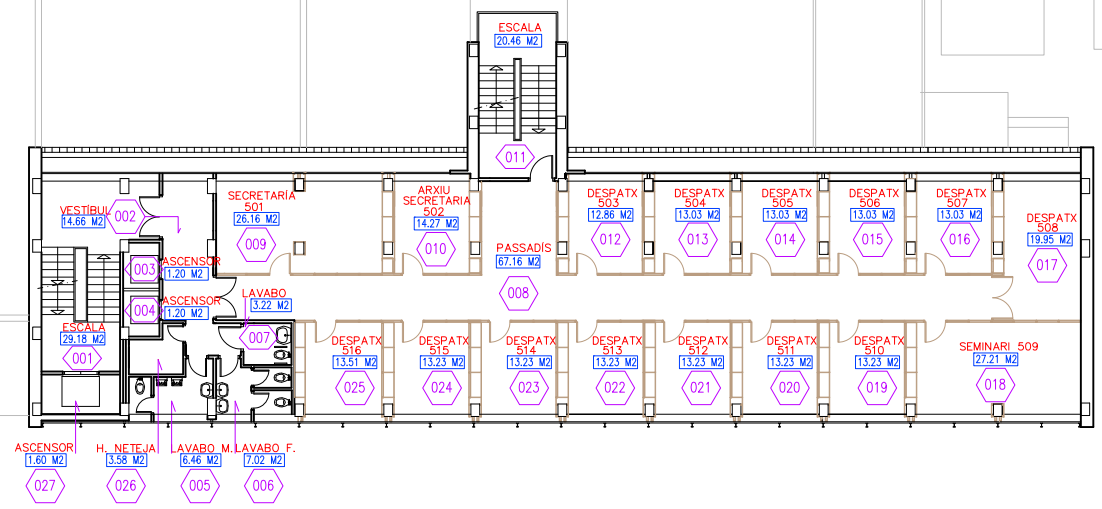 ESCALA
20.46 M2
011
VESTÍBUL
14.66 M2
002
SECRETARÍA
501
26.16 M2
009
ARXIU
SECRETARIA
502
14.27 M2
010
PASSADÍS
67.16 M2
008
DESPATX
503
12.86 M2
012
DESPATX
504
13.03 M2
013
DESPATX
505
13.03 M2
014
DESPATX
506
13.03 M2
015
DESPATX
507
13.03 M2
016
DESPATX
508
19.95 M2
017
ASCENSOR
1.20 M2
003
ASCENSOR
1.20 M2
004
LAVABO
3.22 M2
007
ESCALA
29.18 M2
001
DESPATX
516
13.51 M2
025
DESPATX
515
13.23 M2
024
DESPATX
514
13.23 M2
023
DESPATX
513
13.23 M2
022
DESPATX
512
13.23 M2
021
DESPATX
511
13.23 M2
020
DESPATX
510
13.23 M2
019
SEMINARI 509
27.21 M2
018
ASCENSOR
1.60 M2
027
H. NETEJA
3.58 M2
026
LAVABO M.
6.46 M2
005
LAVABO F.
7.02 M2
006